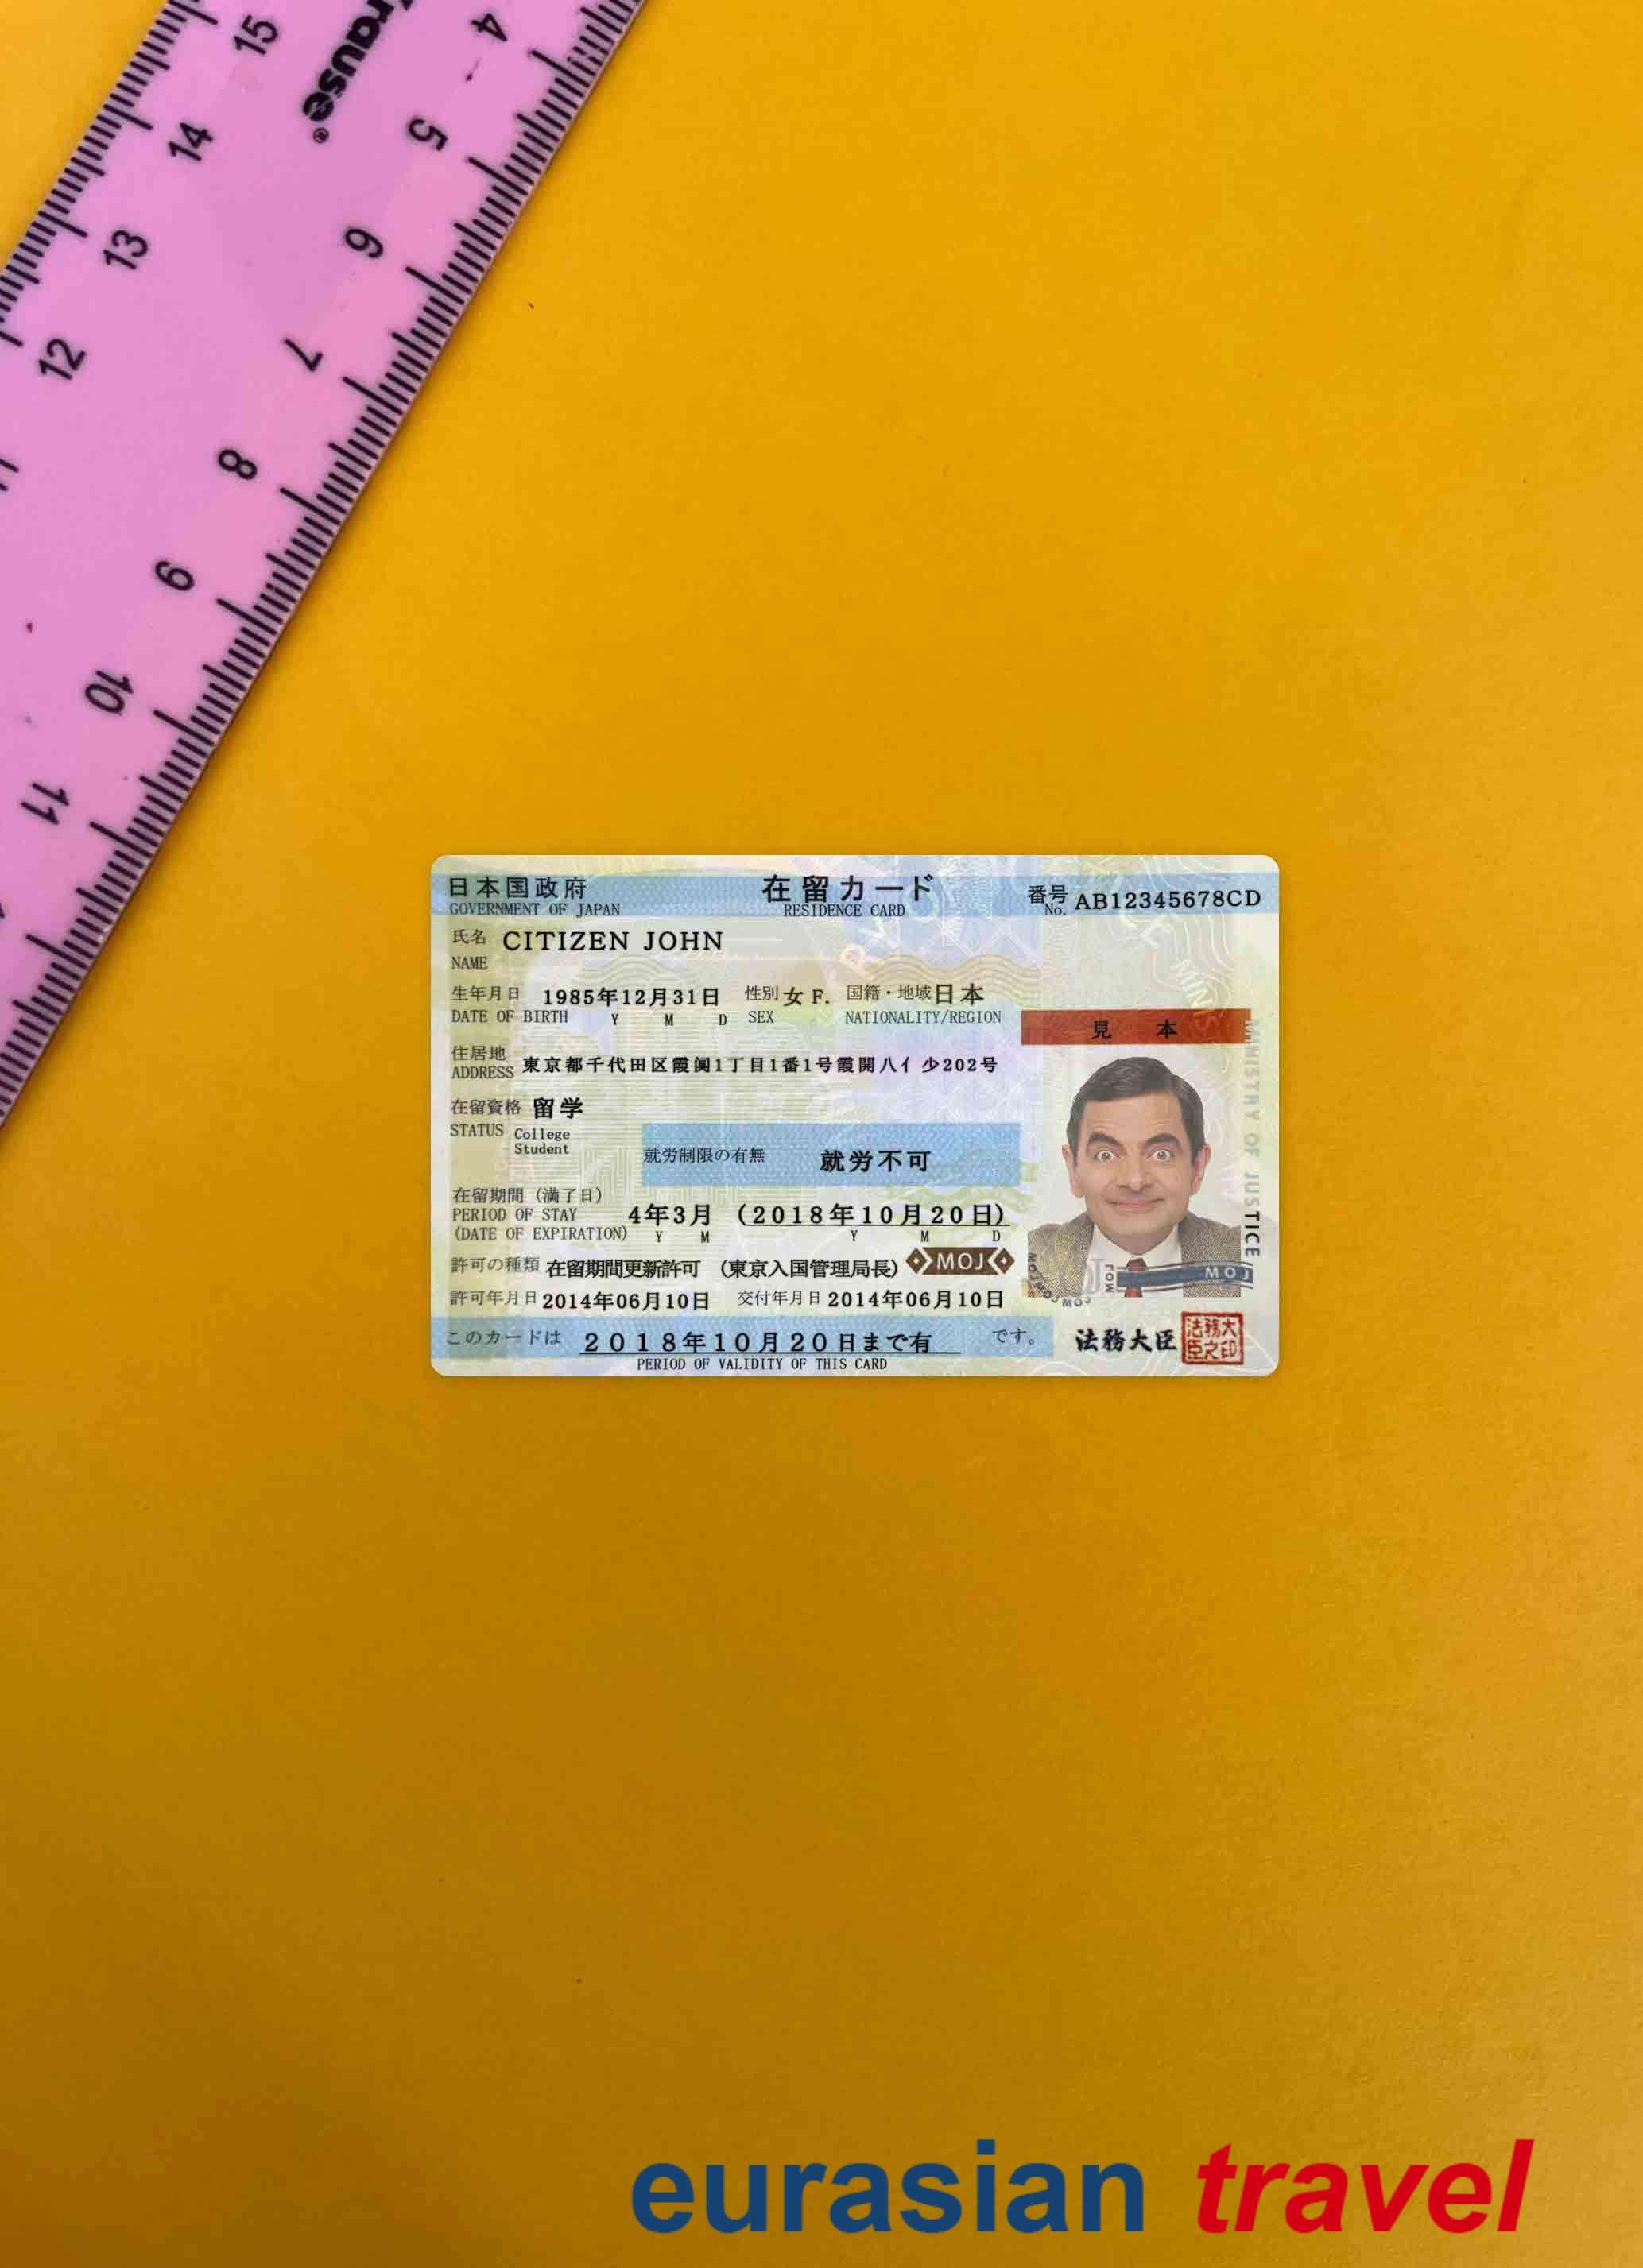 15 14 13 12
rause®
4 5 6 7 8 9 10 11
日本国政府 在留カード 番号 AB12345678CD
GOVERNMENT OF JAPAN RESIDENCE CARD No.
氏名 CITIZEN JOHN
NAME
生年月日 1985年12月31日 性別 女 F. 国籍・地域 日本
DATE OF BIRTH Y M D SEX NATIONALITY/REGION
見 本
住居地
ADDRESS 東京都千代田区霞 1丁目1番1号霞開八イ 少202号
在留資格 留学
STATUS College
Student
就労制限の有無 就労不可
在留期間 (満了日)
PERIOD OF STAY 4年3月 (2018年10月20日)
(DATE OF EXPIRATION) Y M Y M D
許可の種類 在留期間更新許可 (東京入国管理局長) MOJ
許可年月日 2014年06月10日 交付年月日 2014年06月10日
このカードは 2018年10月20日まで有 です。
PERIOD OF VALIDITY OF THIS CARD
MINISTRY OF JUSTICE
MOJ
法務大臣
eurasian travel